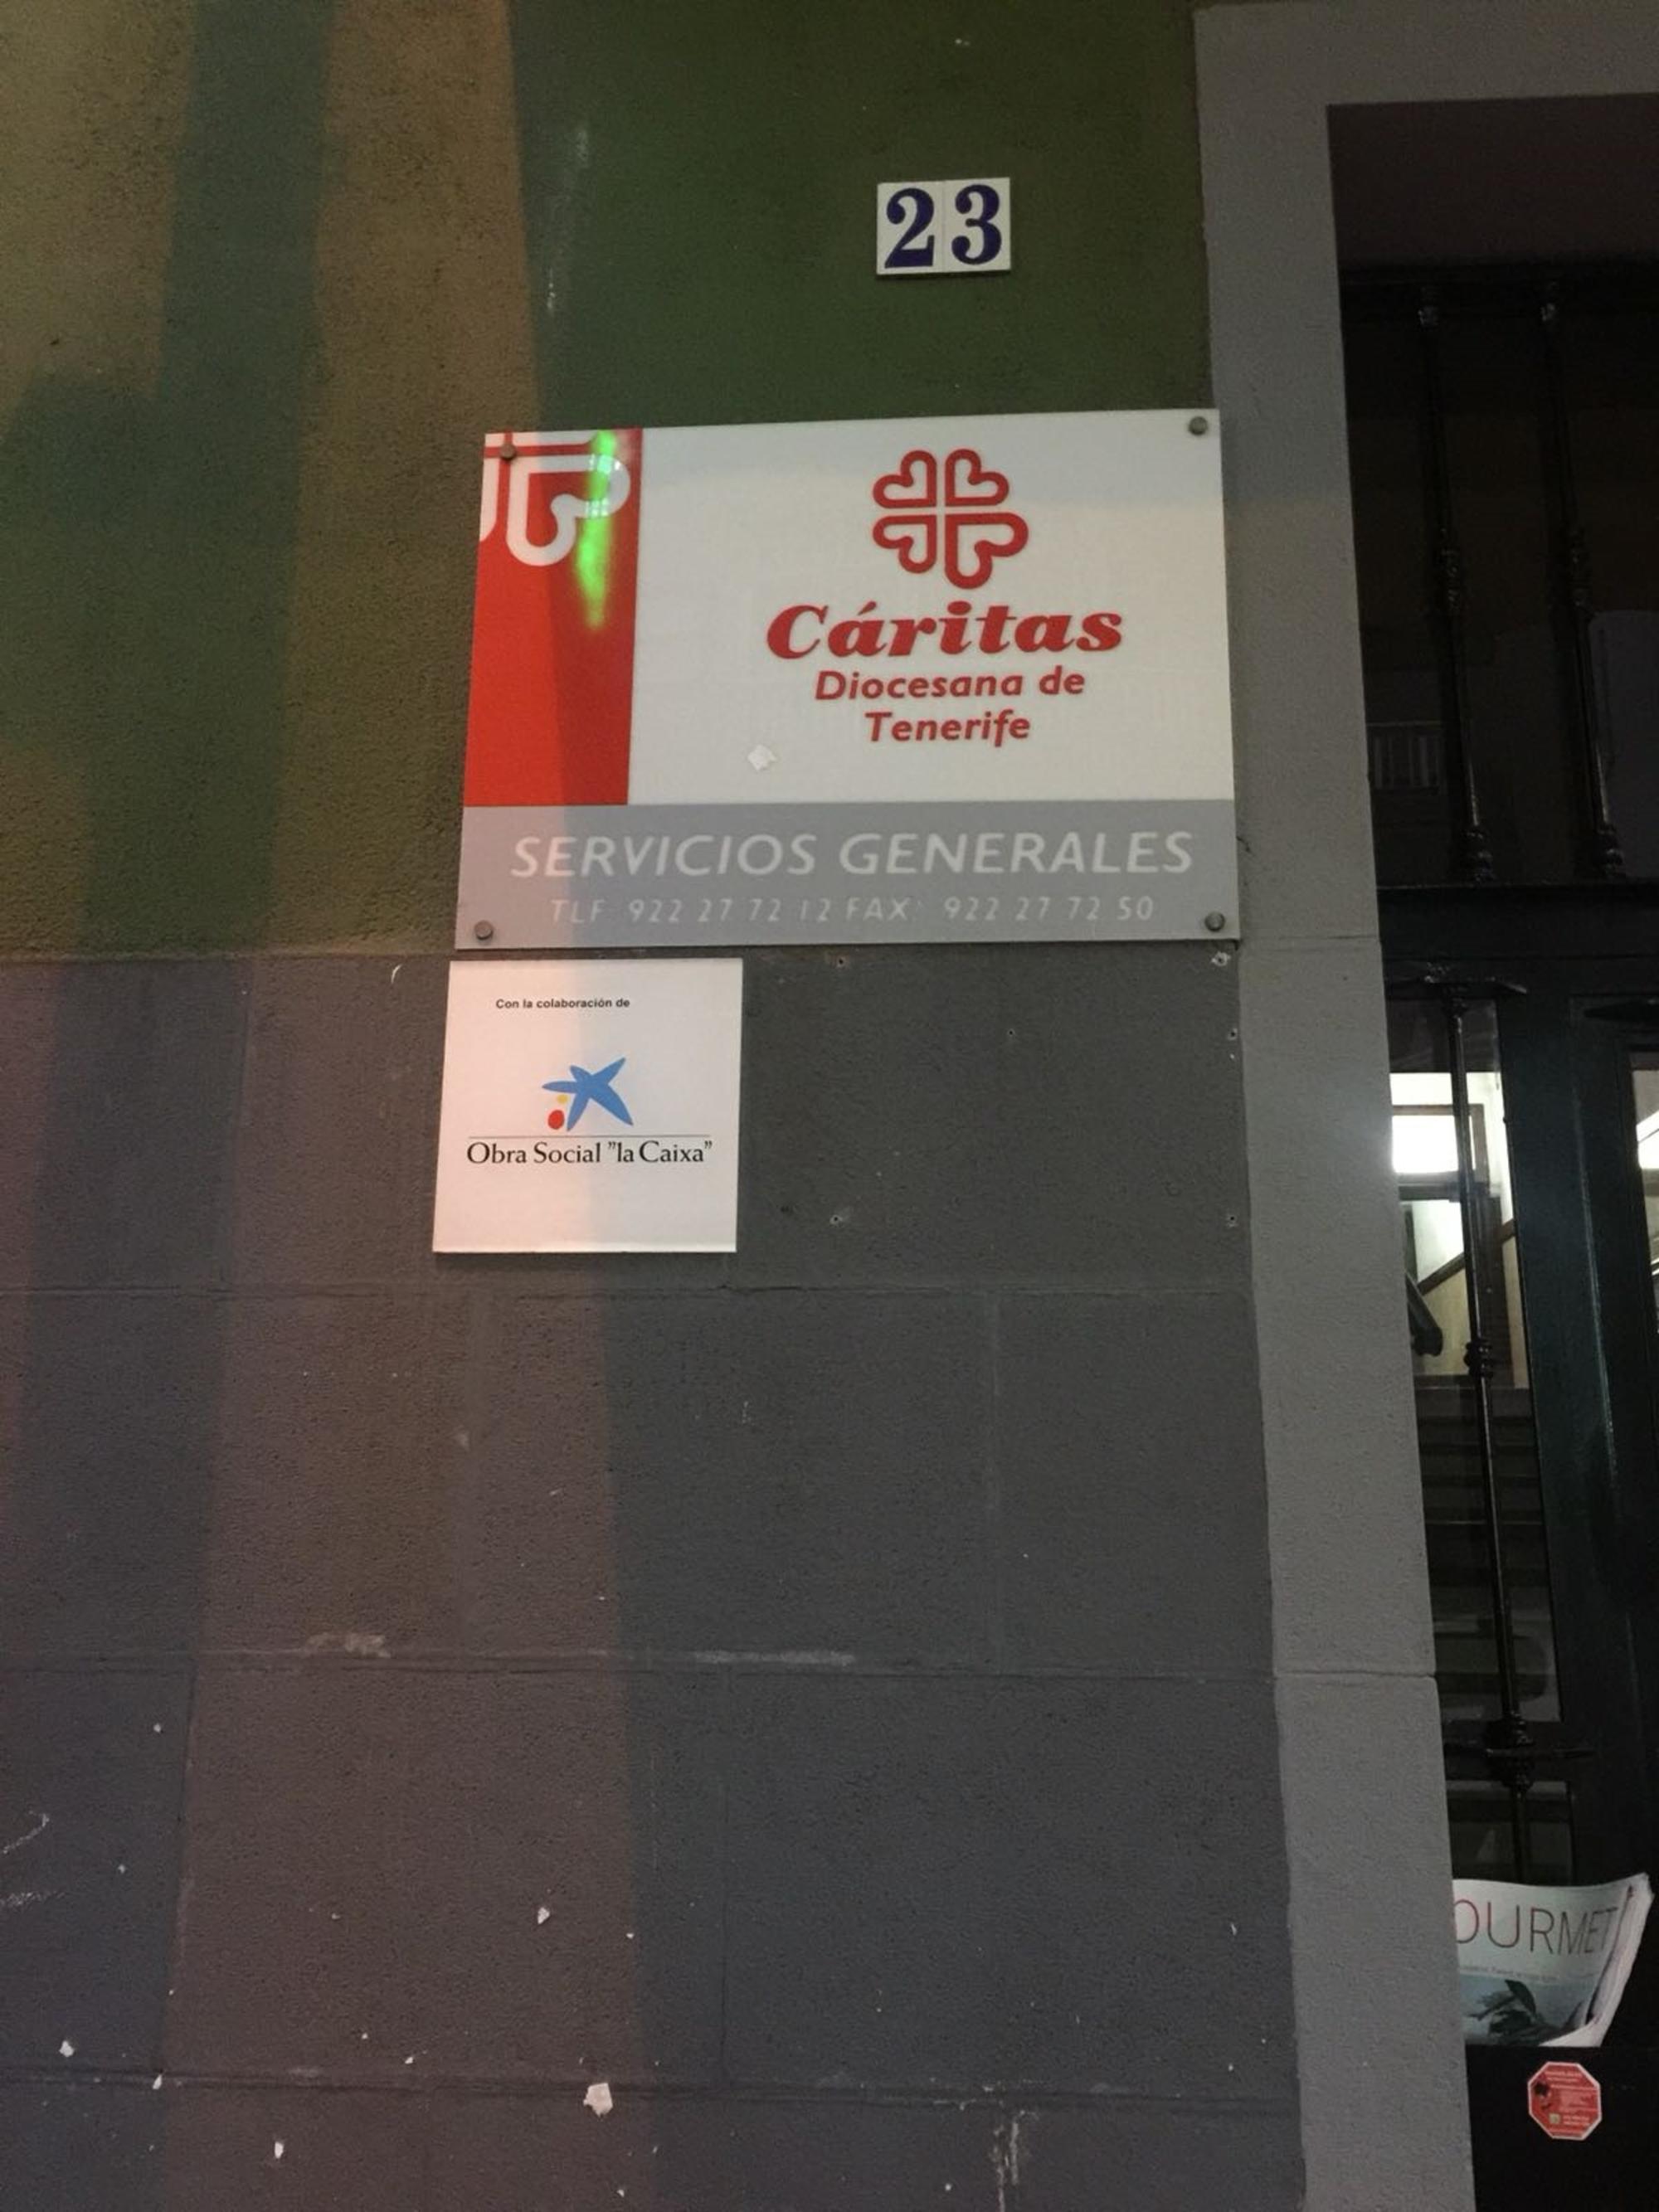 23
Cáritas
Diocesana de
Tenerife
SERVICIOS GENERALES
TLF 922 27 72 12 FAX: 922 27 72 50
Con la colaboración de
Obra Social "la Caixa"
OURMET